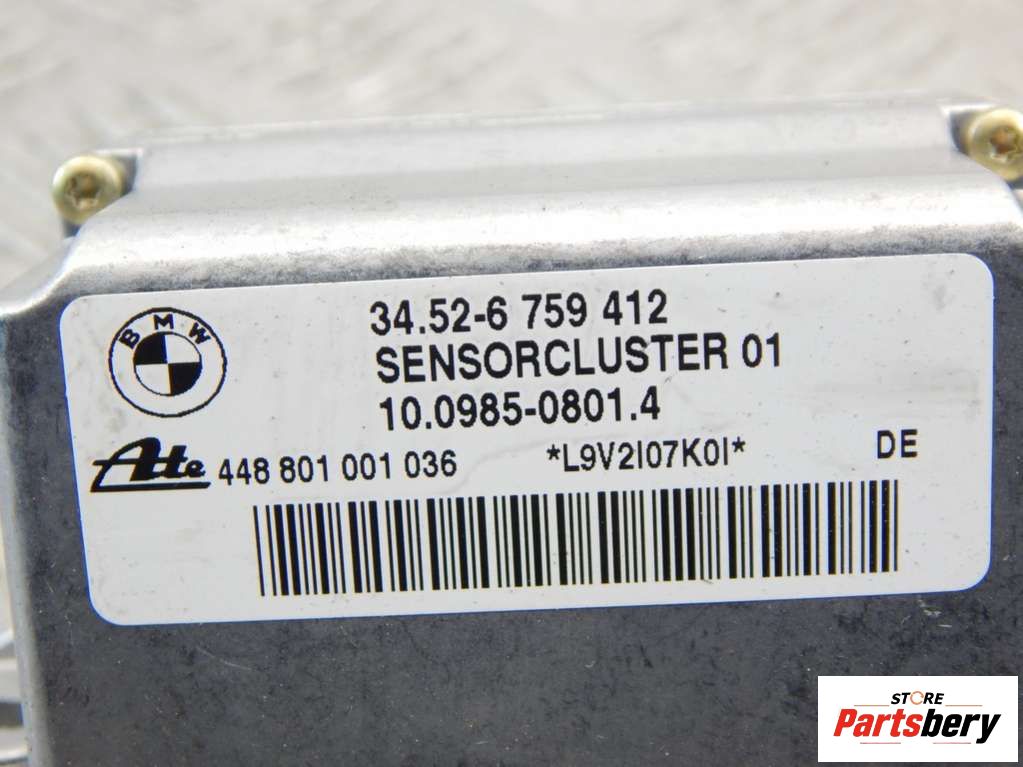 BMW
34.52-6 759 412
SENSORCLUSTER 01
10.0985-0801.4
Ate 448 801 001 036 *L9V2I07K0I* DE
STORE
Partsbery